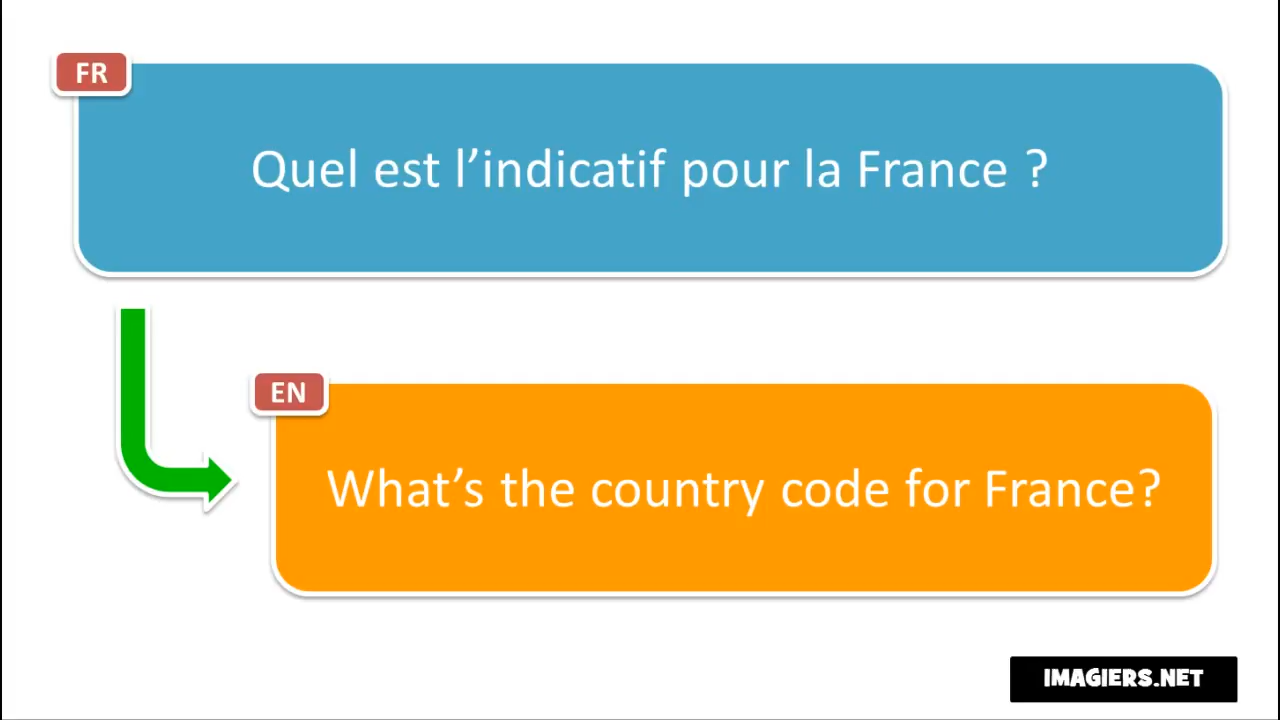 FR
Quel est l’indicatif pour la France ?
EN
What’s the country code for France?
IMAGIERS.NET